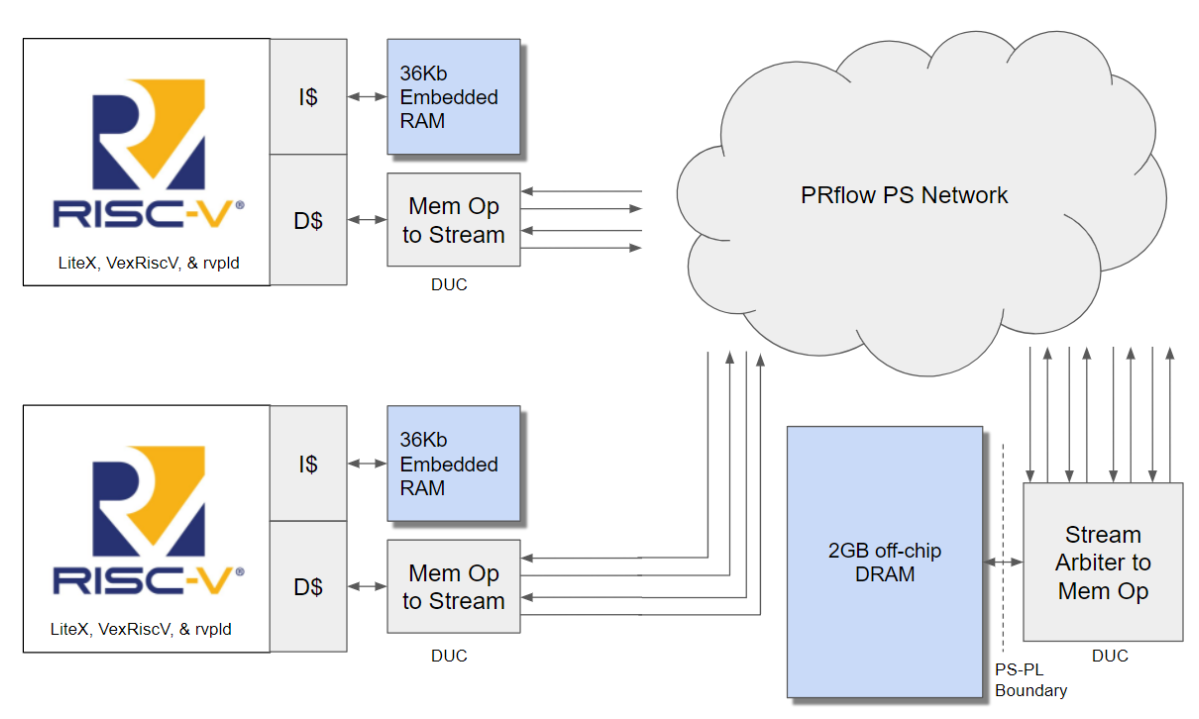 I$
36Kb
Embedded
RAM
RISC-V®
LiteX, VexRiscV, & rvpld
D$
Mem Op
to Stream
DUC
PRflow PS Network
I$
36Kb
Embedded
RAM
RISC-V®
LiteX, VexRiscV, & rvpld
D$
Mem Op
to Stream
DUC
2GB off-chip
DRAM
Stream
Arbiter to
Mem Op
DUC
PS-PL
Boundary